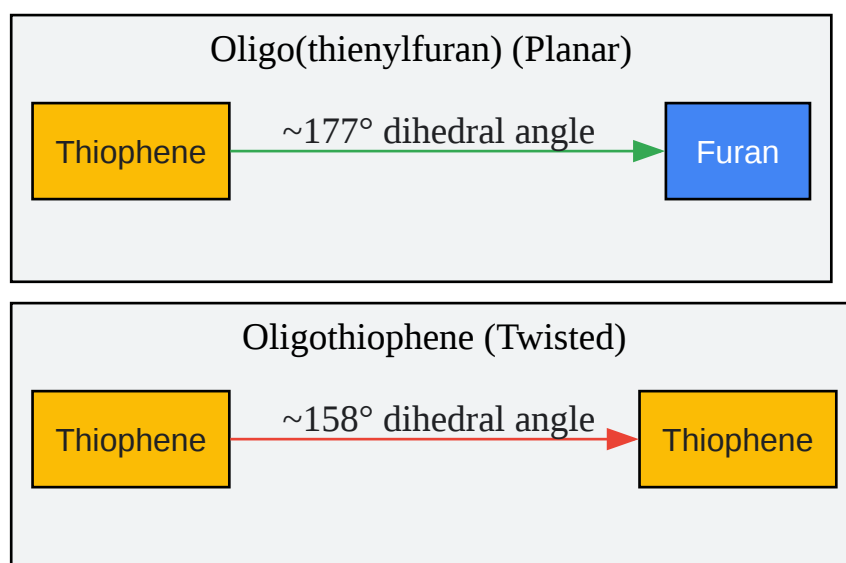 Oligo(thienylfuran) (Planar)
Thiophene
~177° dihedral angle
Furan
Oligothiophene (Twisted)
Thiophene
~158° dihedral angle
Thiophene